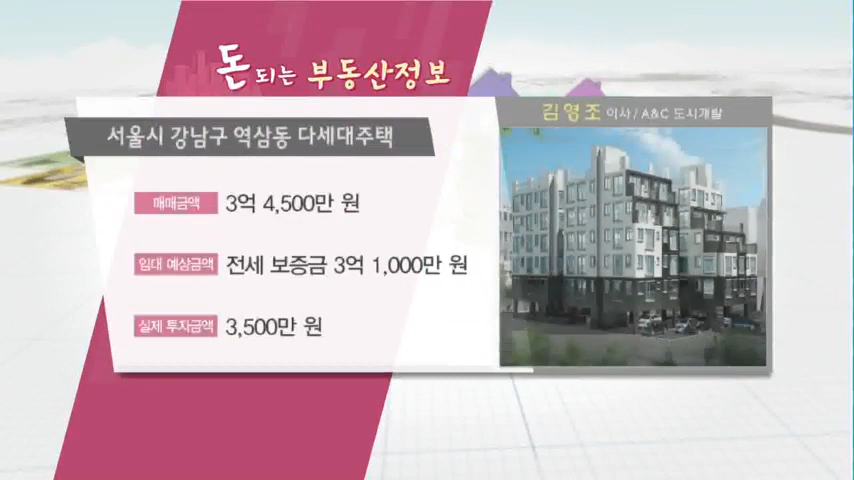 돈 되는 부동산정보
김영조 이사 / A&C 도시개발
서울시 강남구 역삼동 다세대주택
매매금액 3억 4,500만 원
임대 예상금액 전세 보증금 3억 1,000만 원
실제 투자금액 3,500만 원